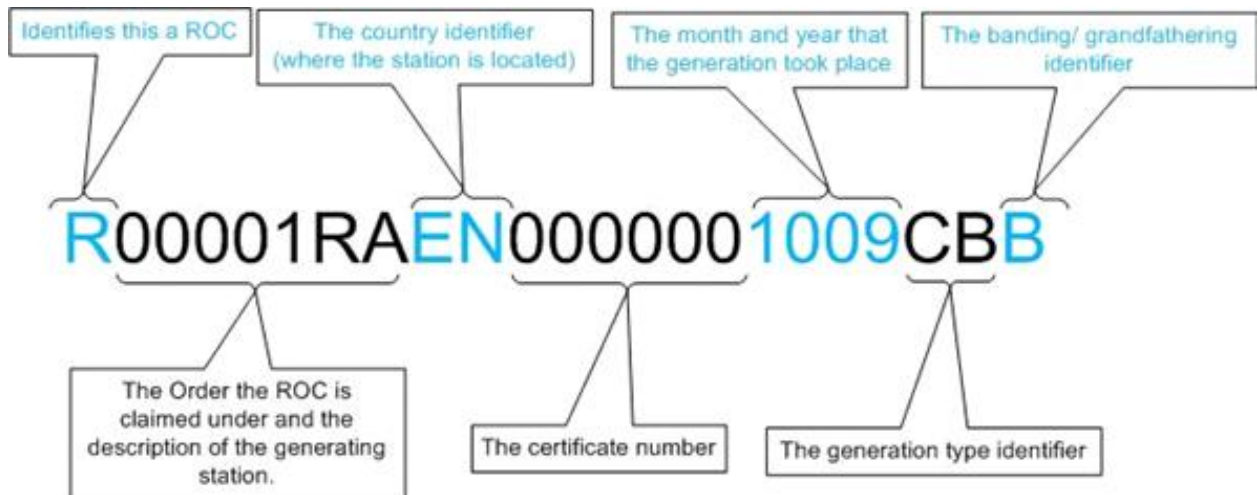 Identifies this a ROC
The country identifier
(where the station is located)
The month and year that
the generation took place
The banding/ grandfathering
identifier
R00001RAEN0000001009CBB
The Order the ROC is
claimed under and the
description of the generating
station.
The certificate number
The generation type identifier